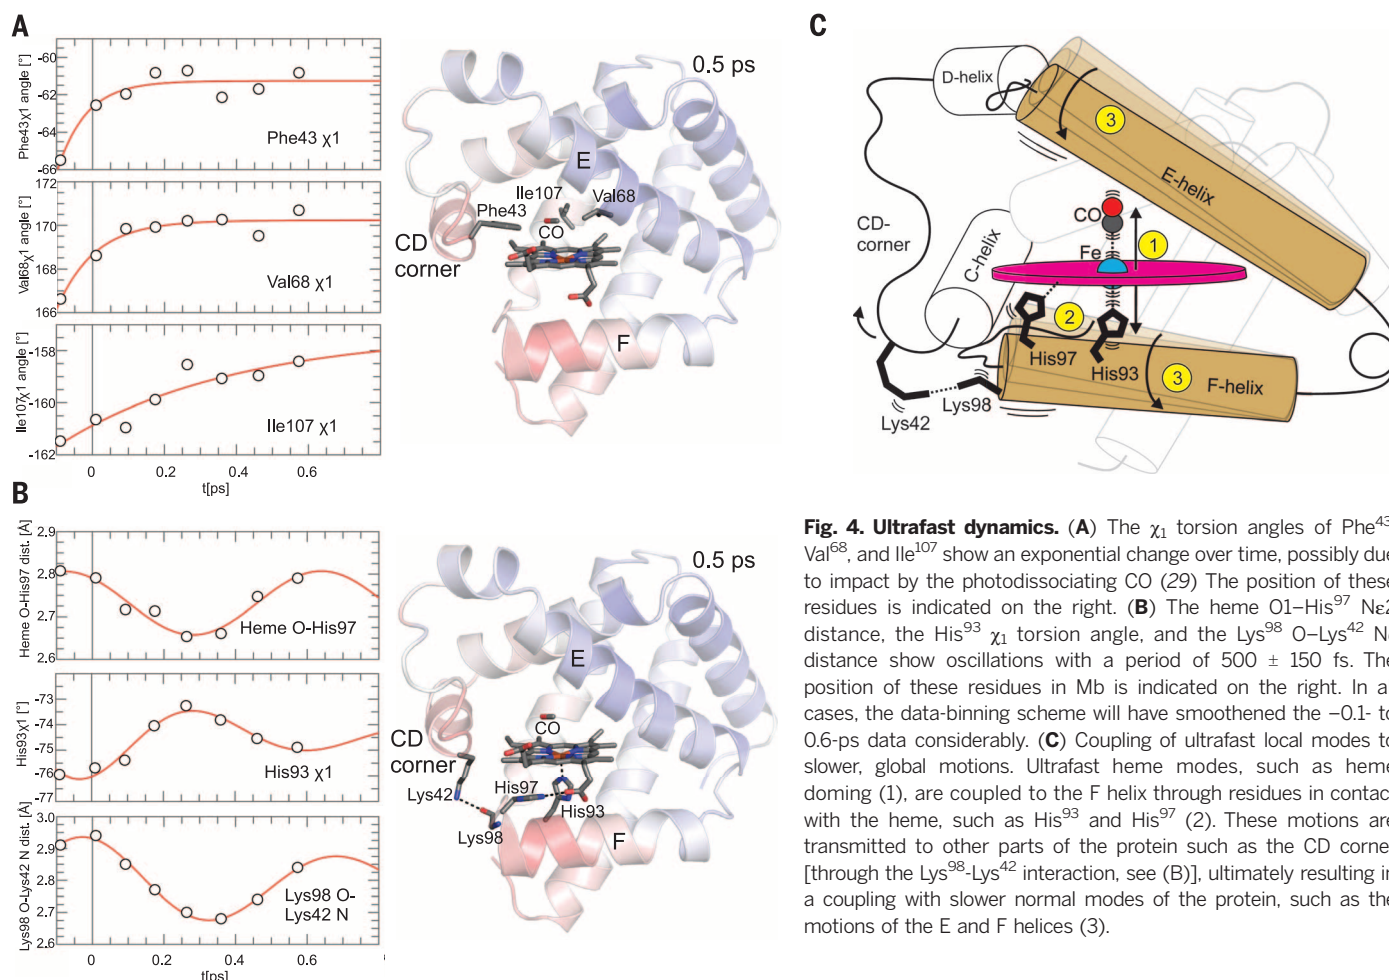 A
-60
-62
-64
-66
Phe43χ1 angle [°]
Phe43 χ1
172
170
168
166
Val68χ1 angle [°]
Val68 χ1
-158
-160
-162
Ile107χ1 angle [°]
Ile107 χ1
0 0.2 0.4 0.6
t[ps]
0.5 ps
E
Ile107
Val68
Phe43
CO
CD
corner
F
B
2.9
2.8
2.7
2.6
Heme O-His97 dist. [Å]
Heme O-His97
-73
-74
-75
-76
-77
His93χ1 [°]
His93 χ1
3.0
2.9
2.8
2.7
2.6
Lys98 O-Lys42 N dist. [Å]
Lys98 O-
Lys42 N
0 0.2 0.4 0.6
t[ps]
0.5 ps
E
CO
CD
corner
Lys42
His97
His93
Lys98
F
C
D-helix
3
E-helix
CO
CD-
corner
C-helix
Fe
1
2
His97
His93
3
F-helix
Lys42
Lys98
Fig. 4. Ultrafast dynamics. (A) The χ1 torsion angles of Phe43
Val68, and Ile107 show an exponential change over time, possibly due
to impact by the photodissociating CO (29) The position of these
residues is indicated on the right. (B) The heme O1–His97 Nε2
distance, the His93 χ1 torsion angle, and the Lys98 O–Lys42
distance show oscillations with a period of 500 ± 150 fs. The
position of these residues in Mb is indicated on the right. In
cases, the data-binning scheme will have smoothened the –0.1- to
0.6-ps data considerably. (C) Coupling of ultrafast local modes to
slower, global motions. Ultrafast heme modes, such as heme
doming (1), are coupled to the F helix through residues in contac
with the heme, such as His93 and His97 (2). These motions are
transmitted to other parts of the protein such as the CD corne
[through the Lys98-Lys42 interaction, see (B)], ultimately resulting
a coupling with slower normal modes of the protein, such as the
motions of the E and F helices (3).